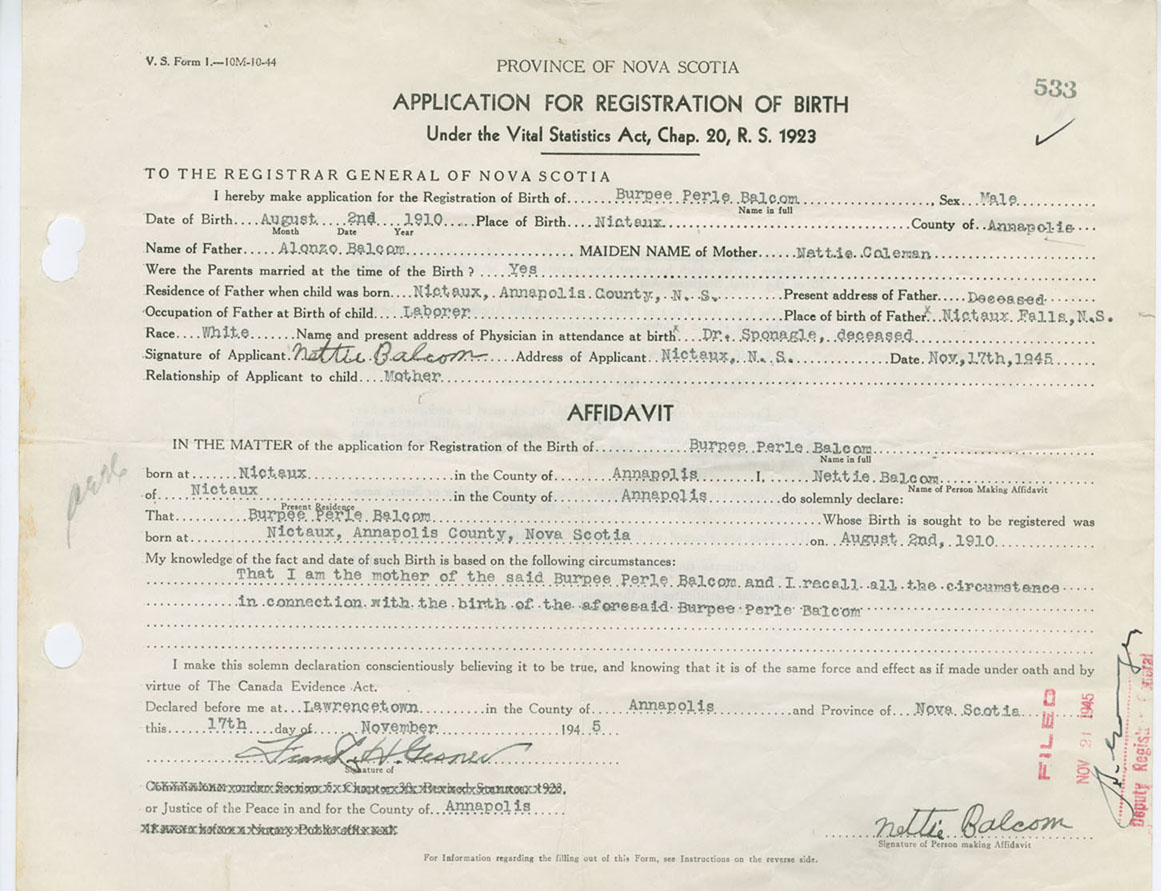 V. S. Form 1.—10M-10-44
PROVINCE OF NOVA SCOTIA
533
APPLICATION FOR REGISTRATION OF BIRTH
Under the Vital Statistics Act, Chap. 20, R. S. 1923
TO THE REGISTRAR GENERAL OF NOVA SCOTIA
I hereby make application for the Registration of Birth of Burpee Perle Balcom, Sex Male
Name in full
Date of Birth August 2nd 1910 Place of Birth Nictaux County of Annapolis
Month Date Year
Name of Father Alonzo Balcom MAIDEN NAME of Mother Nettie Coleman
Were the Parents married at the time of the Birth? Yes
Residence of Father when child was born Nictaux, Annapolis County, N. S. Present address of Father Deceased
Occupation of Father at Birth of child Laborer Place of birth of Father x Nictaux Falls, N.S.
Race White Name and present address of Physician in attendance at birth x Dr. Sponagle, deceased
Signature of Applicant Nettie Balcom Address of Applicant Nictaux, N. S. Date Nov, 17th, 1945
Relationship of Applicant to child Mother
AFFIDAVIT
IN THE MATTER of the application for Registration of the Birth of Burpee Perle Balcom
Name in full
born at Nictaux in the County of Annapolis I, Nettie Balcom
Name of Person Making Affidavit
of Nictaux in the County of Annapolis do solemnly declare:
Present Residence
That Burpee Perle Balcom Whose Birth is sought to be registered was
born at Nictaux, Annapolis County, Nova Scotia on August 2nd, 1910
My knowledge of the fact and date of such Birth is based on the following circumstances:
That I am the mother of the said Burpee Perle Balcom and I racall all the circumstance
in connection with the birth of the aforesaid Burpee Perle Balcom
I make this solemn declaration conscientiously believing it to be true, and knowing that it is of the same force and effect as if made under oath and by
virtue of The Canada Evidence Act.
Declared before me at Lawrencetown in the County of Annapolis and Province of Nova Scotia
this 17th day of November 1945
Signature of
or Justice of the Peace in and for the County of Annapolis
Nettie Balcom
Signature of Person making Affidavit
For Information regarding the filling out of this Form, see Instructions on the reverse side.
FILED
NOV 21 1945
Deputy Registrar